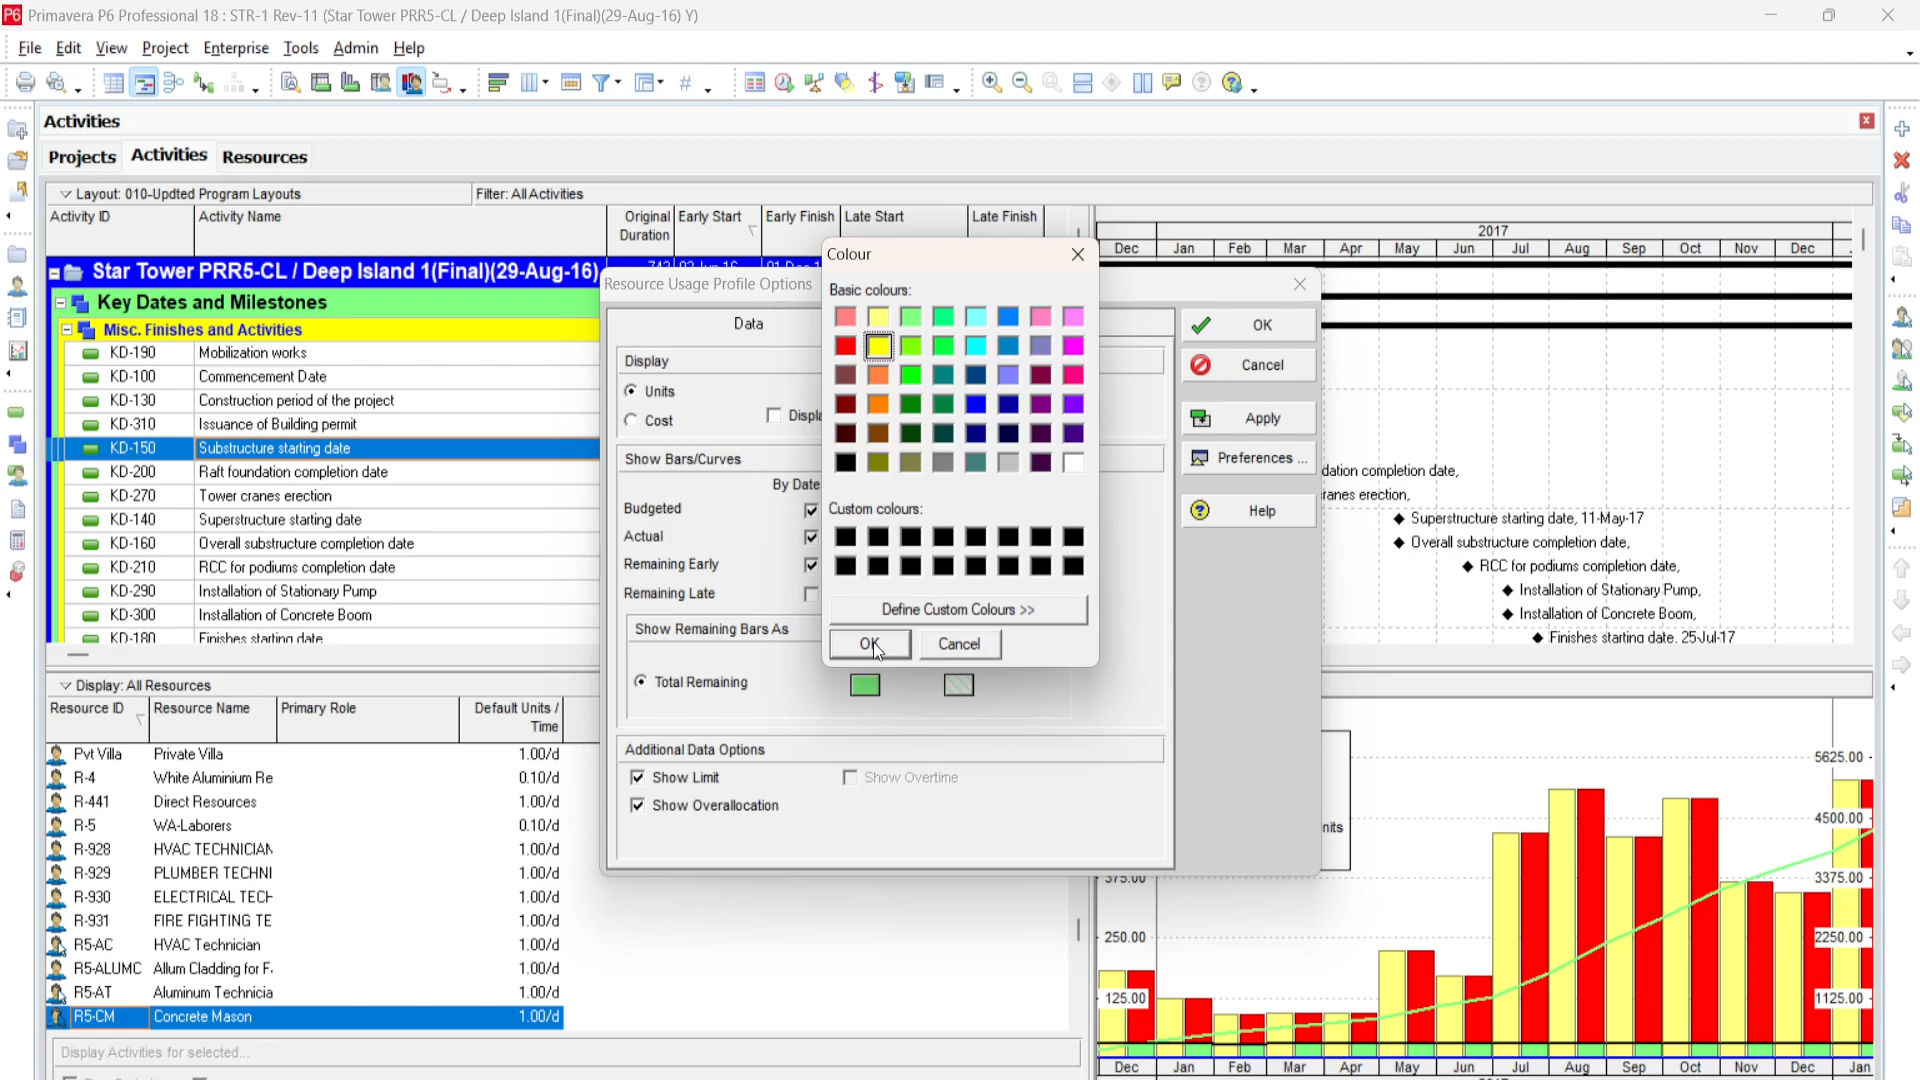 P6 Primavera P6 Professional 18 : STR-1 Rev-11 (Star Tower PRR5-CL / Deep Island 1(Final)(29-Aug-16) Y)
File Edit View Project Enterprise Tools Admin Help
Activities
Projects Activities Resources
Layout: 010-Updted Program Layouts Filter: All Activities
Activity ID Activity Name Original Duration Early Start Early Finish Late Start Late Finish
2017
Dec Jan Feb Mar Apr May Jun Jul Aug Sep Oct Nov Dec
Star Tower PRR5-CL / Deep Island 1(Final)(29-Aug-16)
Key Dates and Milestones
Misc. Finishes and Activities
KD-190 Mobilization works
KD-100 Commencement Date
KD-130 Construction period of the project
KD-310 Issuance of Building permit
KD-150 Substructure starting date
KD-200 Raft foundation completion date
KD-270 Tower cranes erection
KD-140 Superstructure starting date
KD-160 Overall substructure completion date
KD-210 RCC for podiums completion date
KD-290 Installation of Stationary Pump
KD-300 Installation of Concrete Boom
KD-180 Finishes starting date
dation completion date,
ranes erection,
Superstructure starting date, 11-May-17
Overall substructure completion date,
RCC for podiums completion date,
Installation of Stationary Pump,
Installation of Concrete Boom,
Finishes starting date, 25-Jul-17
Resource Usage Profile Options
Data
Display
Units
Cost
Displa
Show Bars/Curves
By Date
Budgeted
Actual
Remaining Early
Remaining Late
Show Remaining Bars As
Total Remaining
Additional Data Options
Show Limit Show Overtime
Show Overallocation
OK
Cancel
Apply
Preferences ...
Help
Colour
Basic colours:
Custom colours:
Define Custom Colours >>
OK Cancel
Display: All Resources
Resource ID Resource Name Primary Role Default Units / Time
Pvt Villa Private Villa 1.00/d
R-4 White Aluminium Re 0.10/d
R-441 Direct Resources 1.00/d
R-5 WA-Laborers 0.10/d
R-928 HVAC TECHNICIAN 1.00/d
R-929 PLUMBER TECHNI 1.00/d
R-930 ELECTRICAL TECH 1.00/d
R-931 FIRE FIGHTING TE 1.00/d
R5-AC HVAC Technician 1.00/d
R5-ALUMC Allum Cladding for F. 1.00/d
R5-AT Aluminum Technicia 1.00/d
R5-CM Concrete Mason 1.00/d
Display Activities for selected...
nits
375.00
250.00
125.00
5625.00
4500.00
3375.00
2250.00
1125.00
Dec Jan Feb Mar Apr May Jun Jul Aug Sep Oct Nov Dec Jan